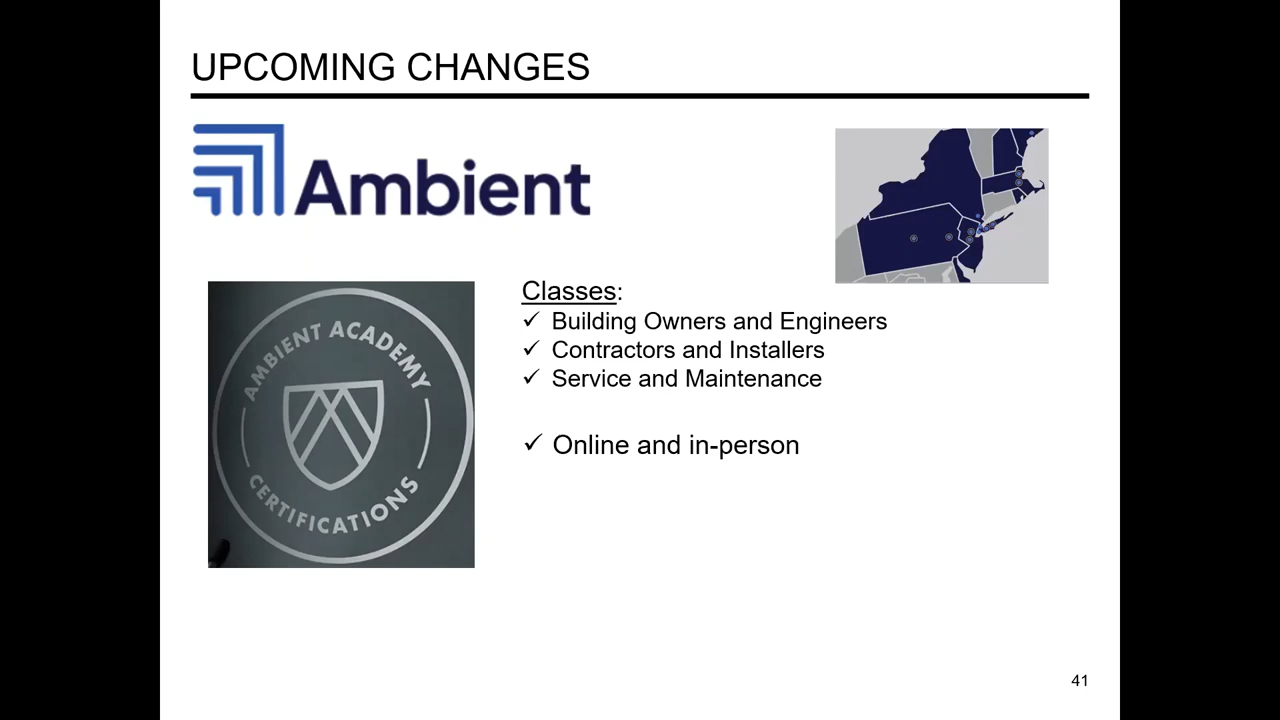 UPCOMING CHANGES
Ambient
AMBIENT ACADEMY
CERTIFICATIONS
Classes:
✓ Building Owners and Engineers
✓ Contractors and Installers
✓ Service and Maintenance
✓ Online and in-person
41